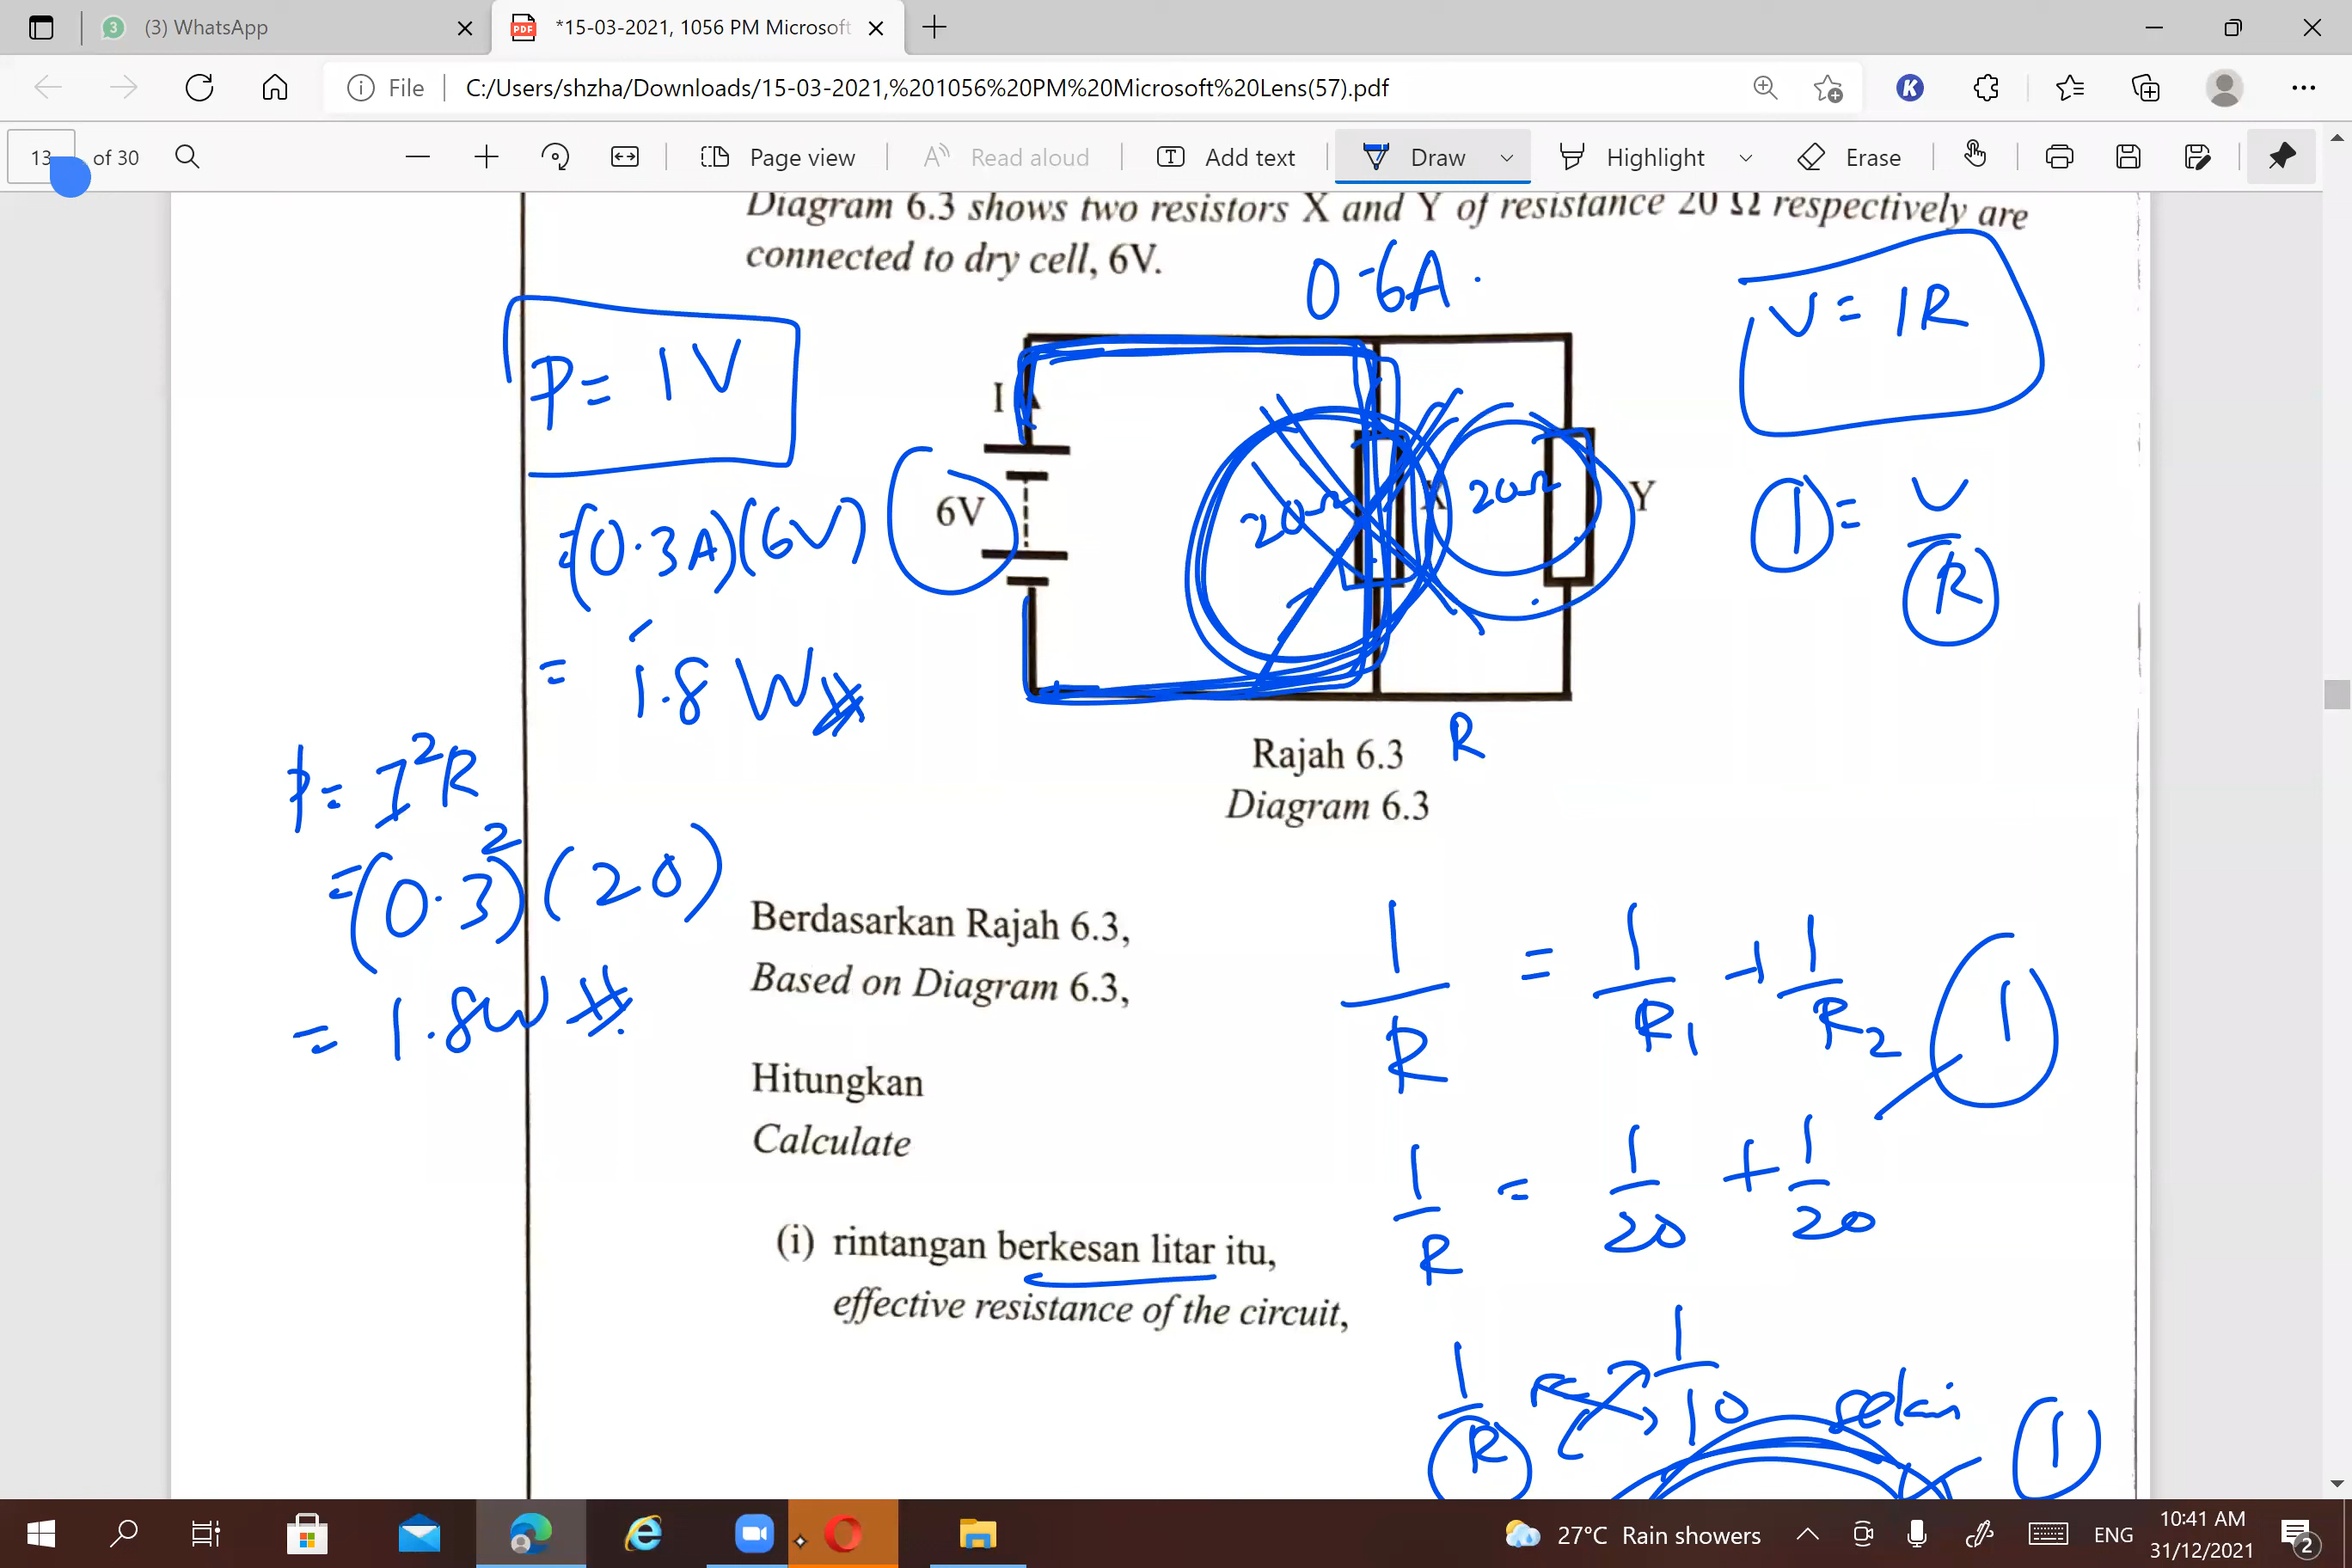 (3) WhatsApp
*15-03-2021, 1056 PM Microsoft
File
C:/Users/shzha/Downloads/15-03-2021,%201056%20PM%20Microsoft%20Lens(57).pdf
13 of 30
Page view
Read aloud
Add text
Draw
Highlight
Erase
Diagram 6.3 shows two resistors X and Y of resistance 20 Ω respectively are
connected to dry cell, 6V.
0.6A.
V = IR
P = IV
I
= (0.3A)(6V)
6V
20Ω
X
20Ω
Y
I = V/R
= 1.8 W
R
Rajah 6.3
Diagram 6.3
P = I²R
= (0.3)²(20)
= 1.8W
Berdasarkan Rajah 6.3,
Based on Diagram 6.3,
1/R = 1/R1 + 1/R2
1
Hitungkan
Calculate
1/R = 1/20 + 1/20
(i) rintangan berkesan litar itu,
effective resistance of the circuit,
1/R
1/10
1
27°C Rain showers
ENG
10:41 AM
31/12/2021
2